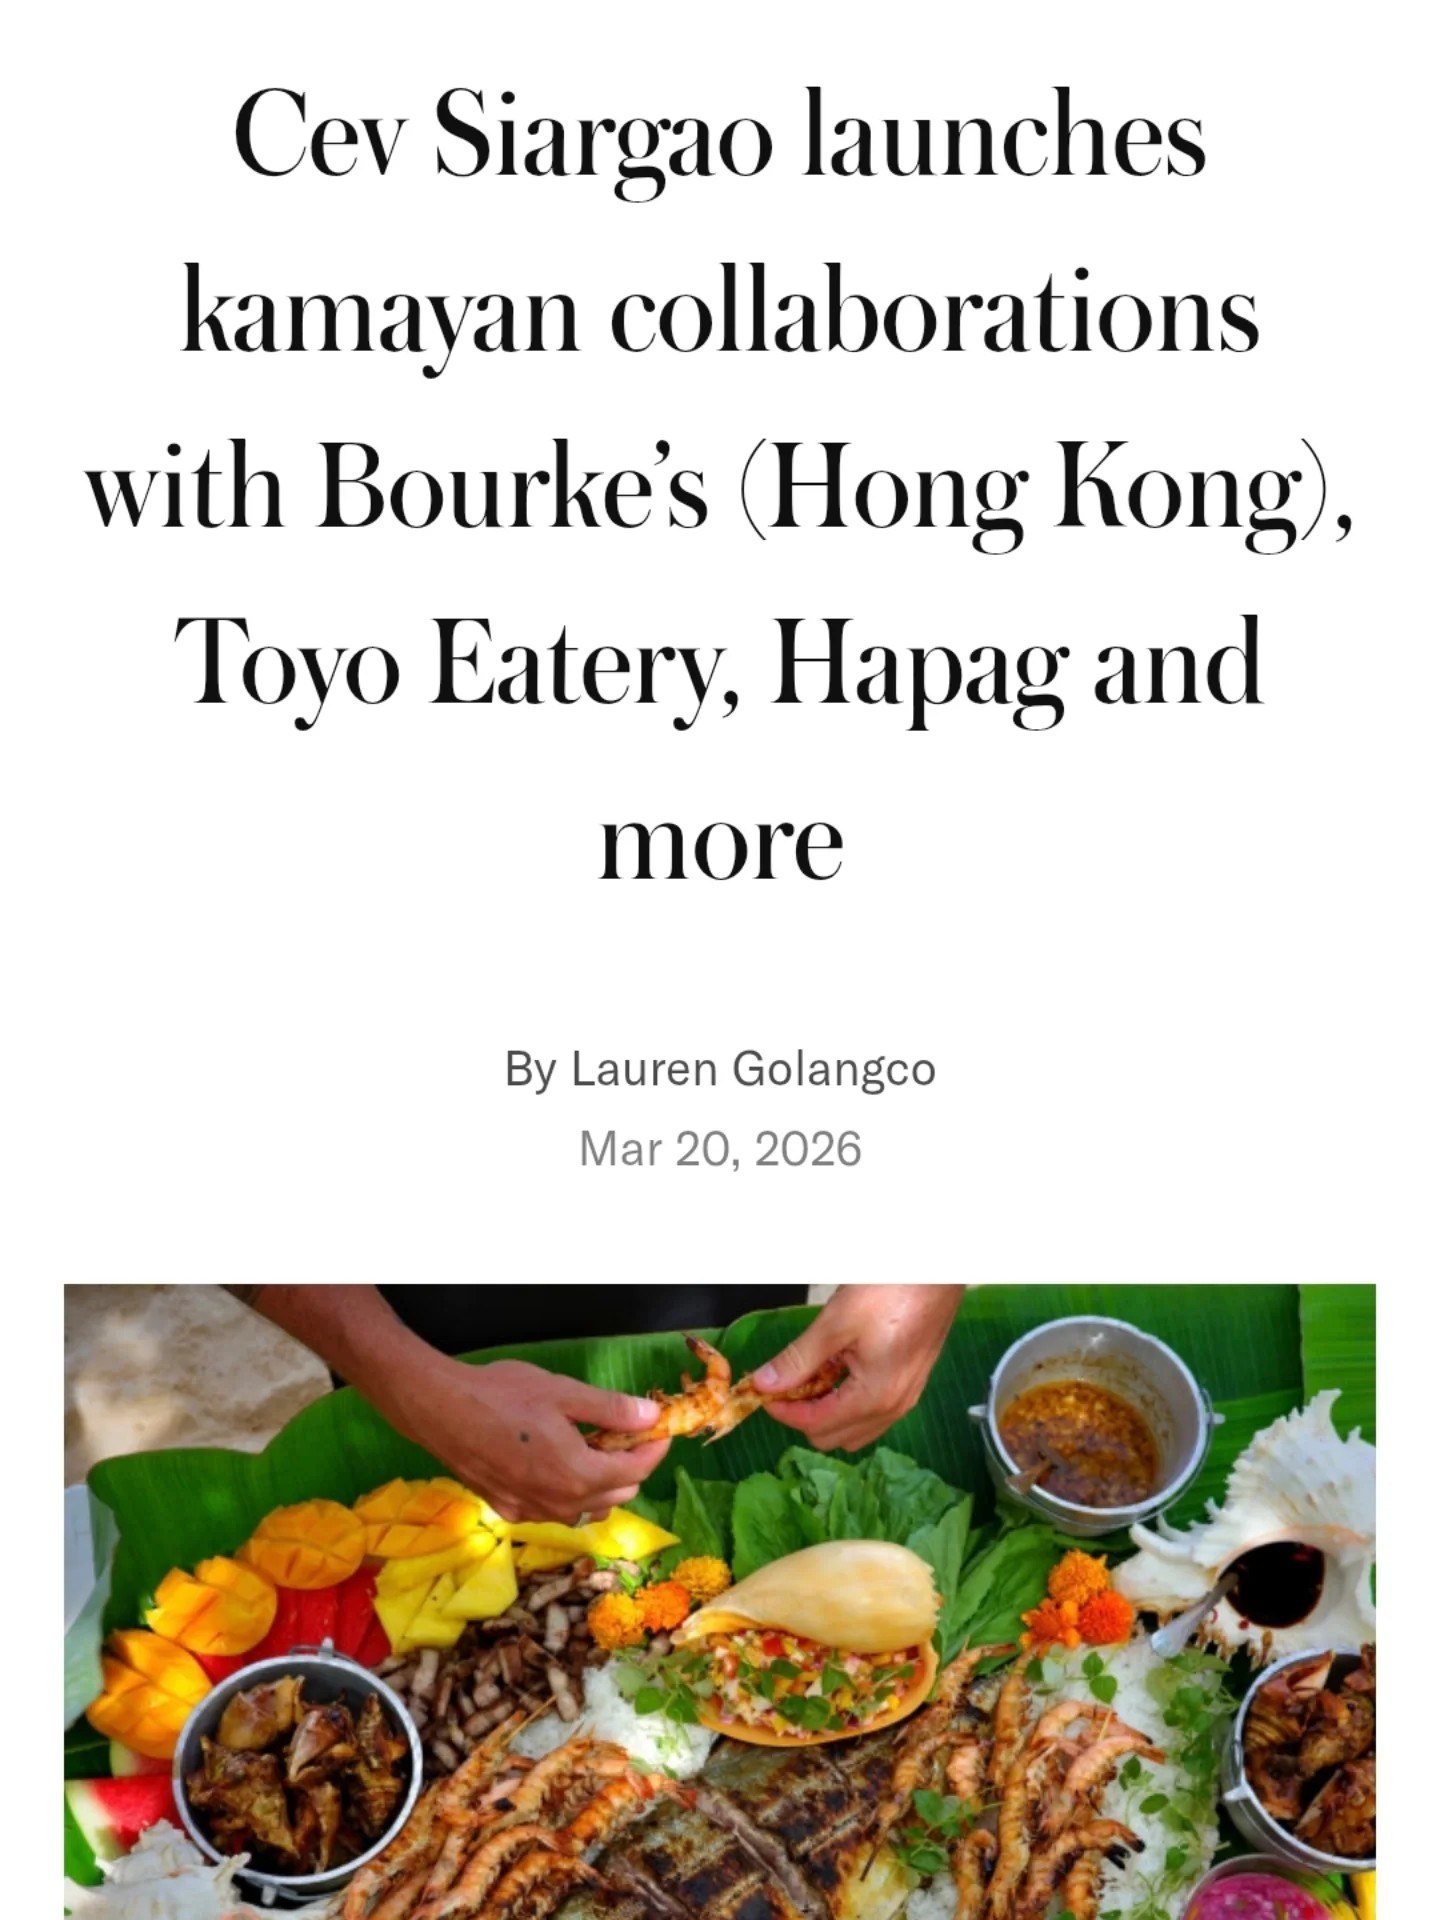 Cev Siargao launches
kamayan collaborations
with Bourke’s (Hong Kong),
Toyo Eatery, Hapag and
more
By Lauren Golangco
Mar 20, 2026